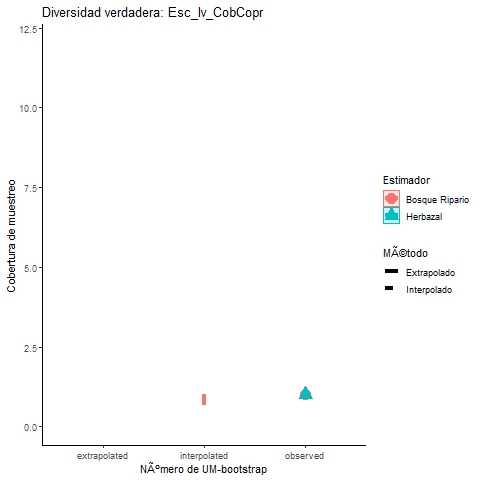 Diversidad verdadera: Esc_lv_CobCopr
12.5
10.0
7.5
5.0
2.5
0.0
Cobertura de muestreo
extrapolated
interpolated
observed
NÃºmero de UM-bootstrap
Estimador
Bosque Ripario
Herbazal
MÃ©todo
Extrapolado
Interpolado